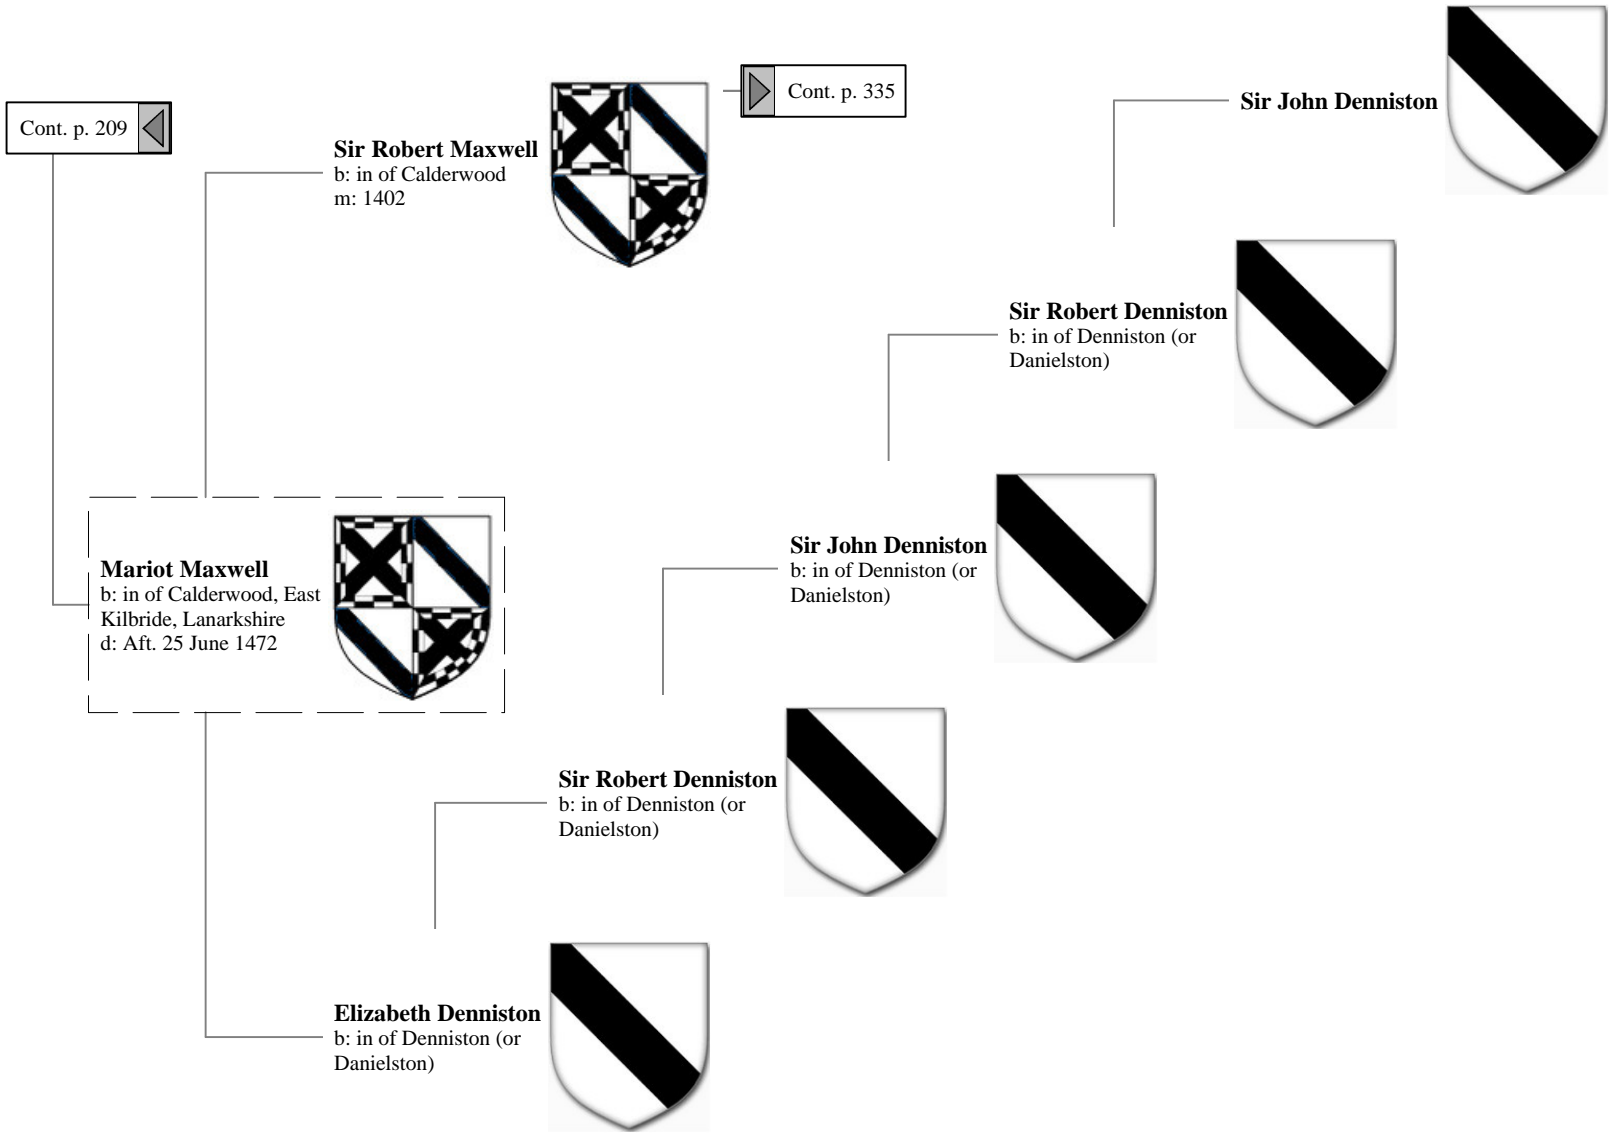 Cont. p. 209
Sir Robert Maxwell
b: in of Calderwood
m: 1402
Cont. p. 335
Sir John Denniston
Sir Robert Denniston
b: in of Denniston (or
Danielston)
Sir John Denniston
b: in of Denniston (or
Danielston)
Mariot Maxwell
b: in of Calderwood, East
Kilbride, Lanarkshire
d: Aft. 25 June 1472
Sir Robert Denniston
b: in of Denniston (or
Danielston)
Elizabeth Denniston
b: in of Denniston (or
Danielston)